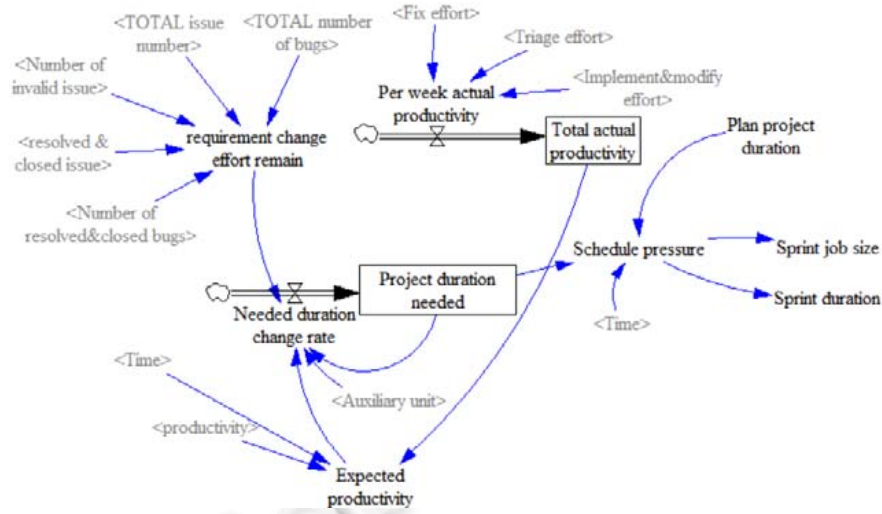 <TOTAL issue
number>
<TOTAL number
of bugs>
<Number of
invalid issue>
<resolved &
closed issue>
<Number of
resolved&closed bugs>
requirement change
effort remain
<Fix effort>
<Triage effort>
<Implement&modify
effort>
Per week actual
productivity
Total actual
productivity
Plan project
duration
Schedule pressure
Sprint job size
Sprint duration
<Time>
Project duration
needed
Needed duration
change rate
<Auxiliary unit>
<Time>
<productivity>
Expected
productivity